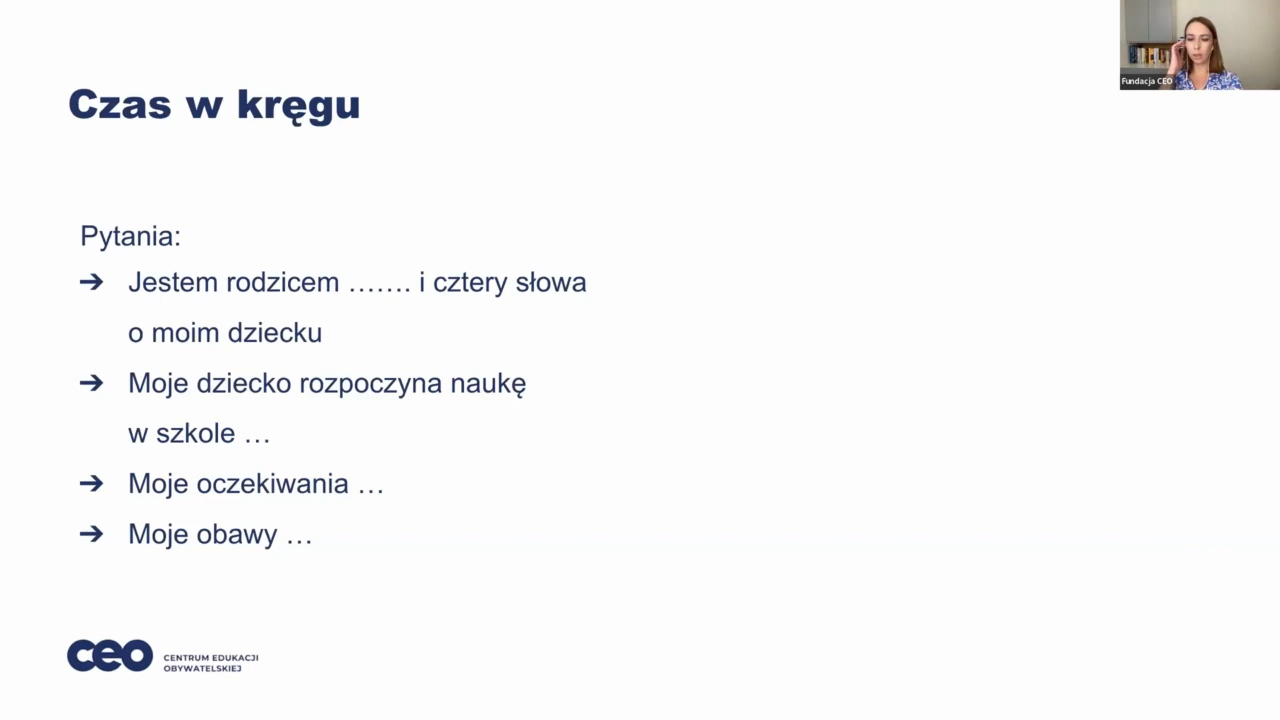 Fundacja CEO
Czas w kręgu
Pytania:
➔ Jestem rodzicem ……. i cztery słowa
o moim dziecku
➔ Moje dziecko rozpoczyna naukę
w szkole …
➔ Moje oczekiwania …
➔ Moje obawy …
ceo CENTRUM EDUKACJI
OBYWATELSKIEJ